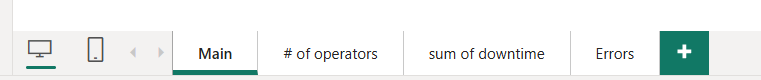 Main # of operators sum of downtime Errors +